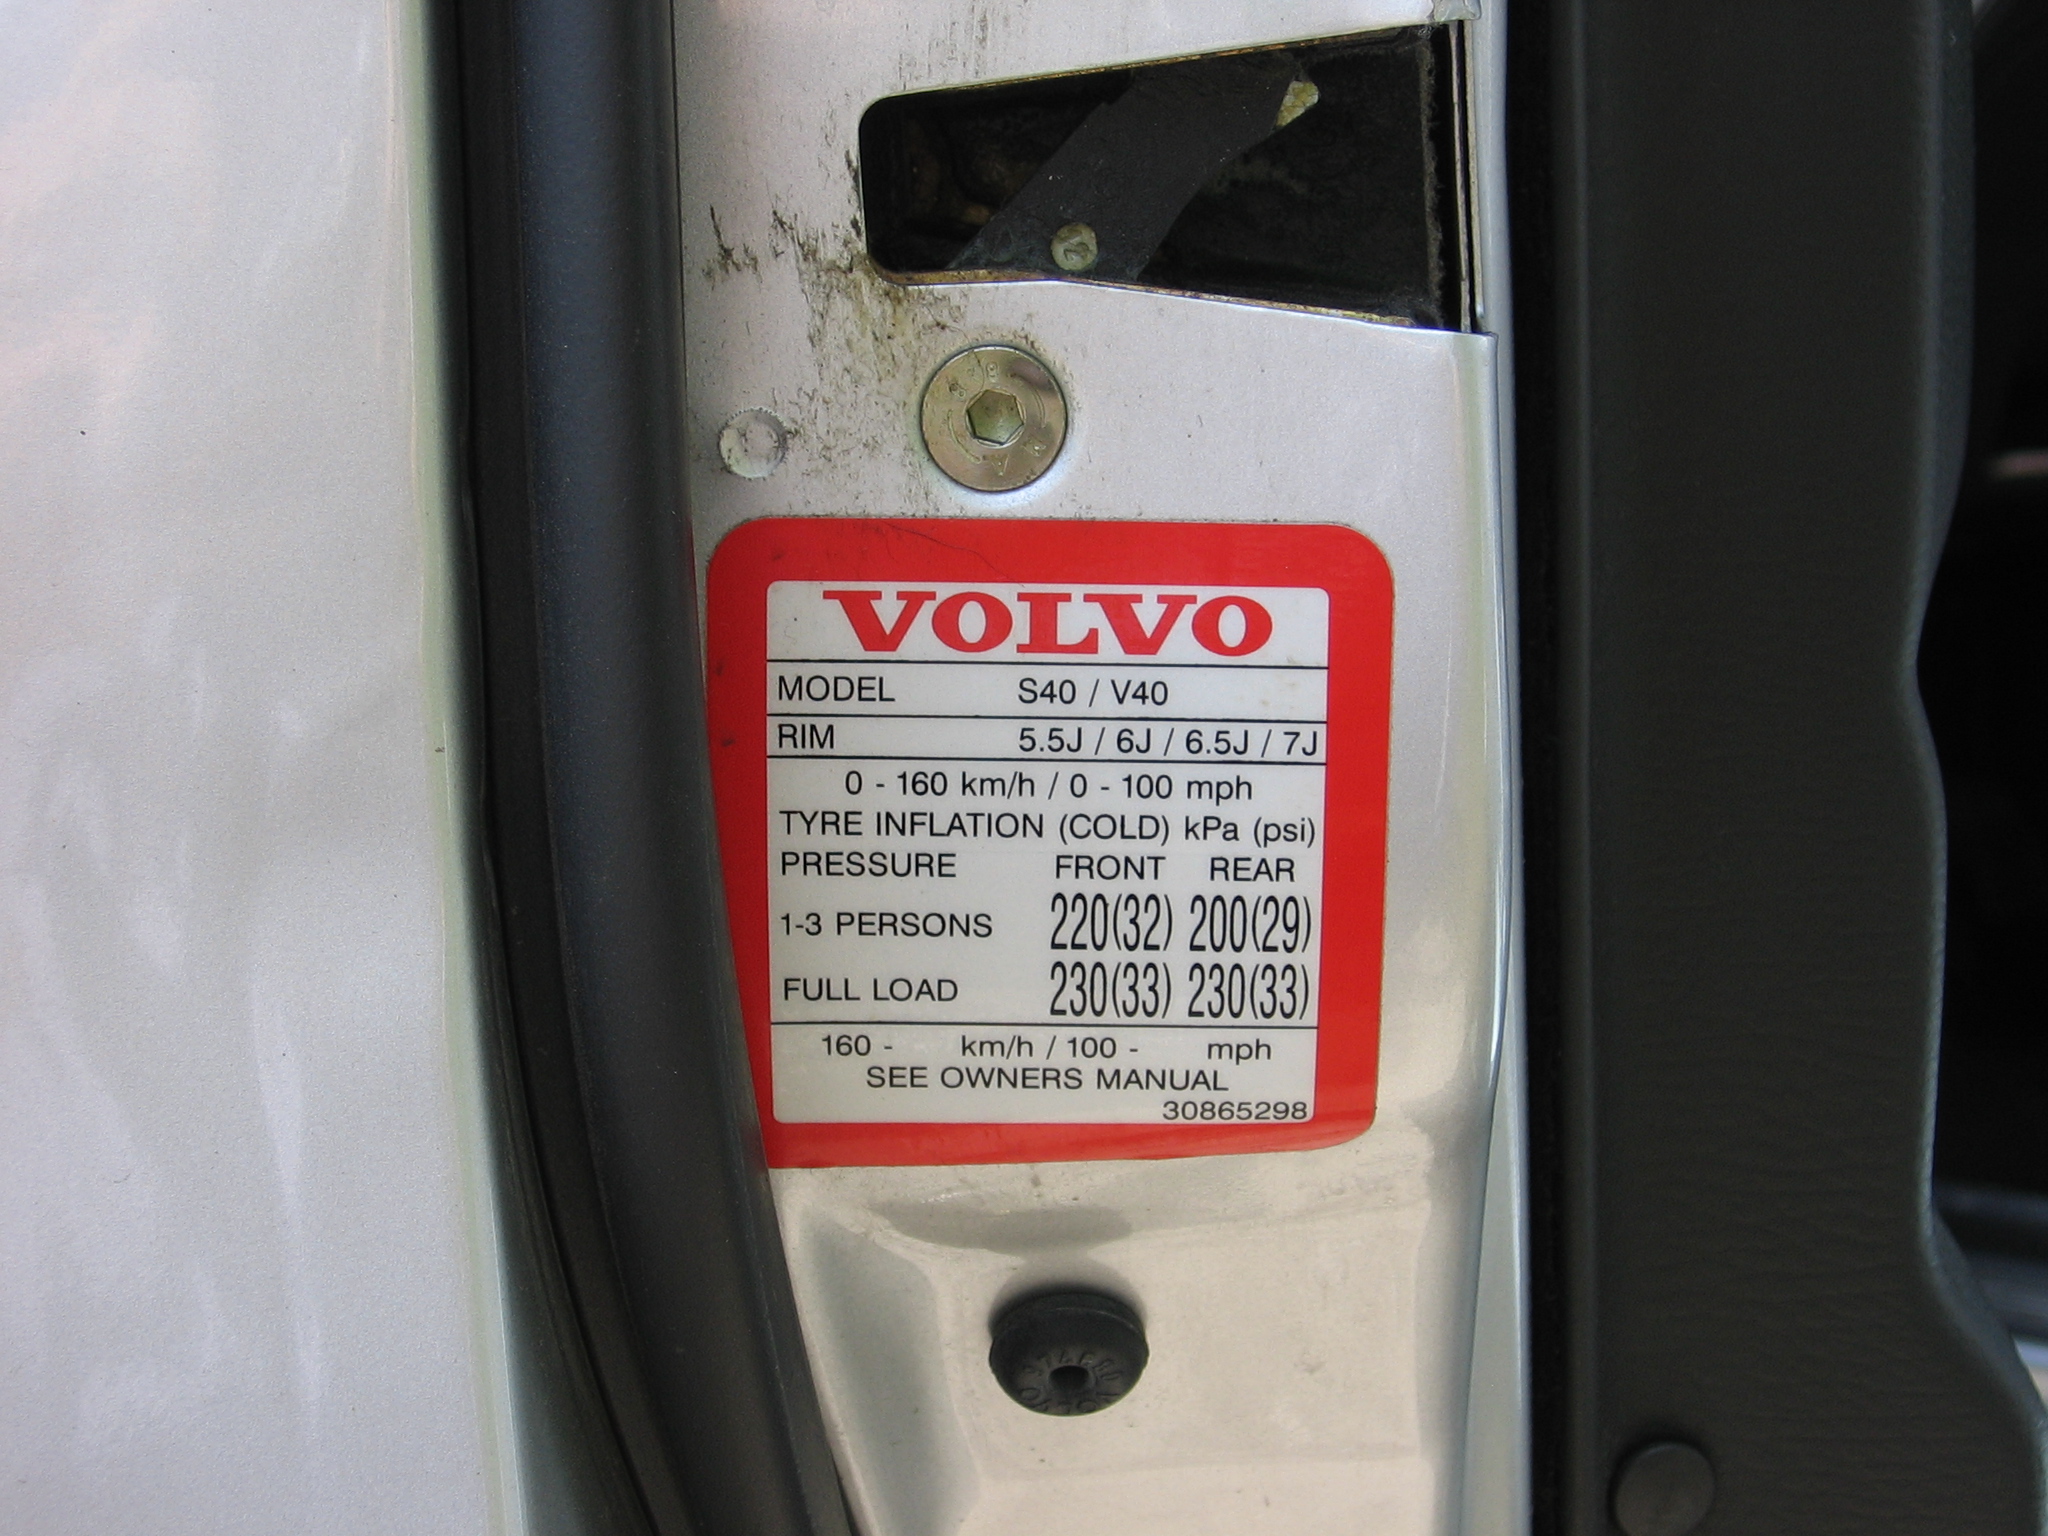 VOLVO
MODEL S40 / V40
RIM 5.5J / 6J / 6.5J / 7J
0 - 160 km/h / 0 - 100 mph
TYRE INFLATION (COLD) kPa (psi)
PRESSURE FRONT REAR
1-3 PERSONS 220(32) 200(29)
FULL LOAD 230(33) 230(33)
160 - km/h / 100 - mph
SEE OWNERS MANUAL
30865298